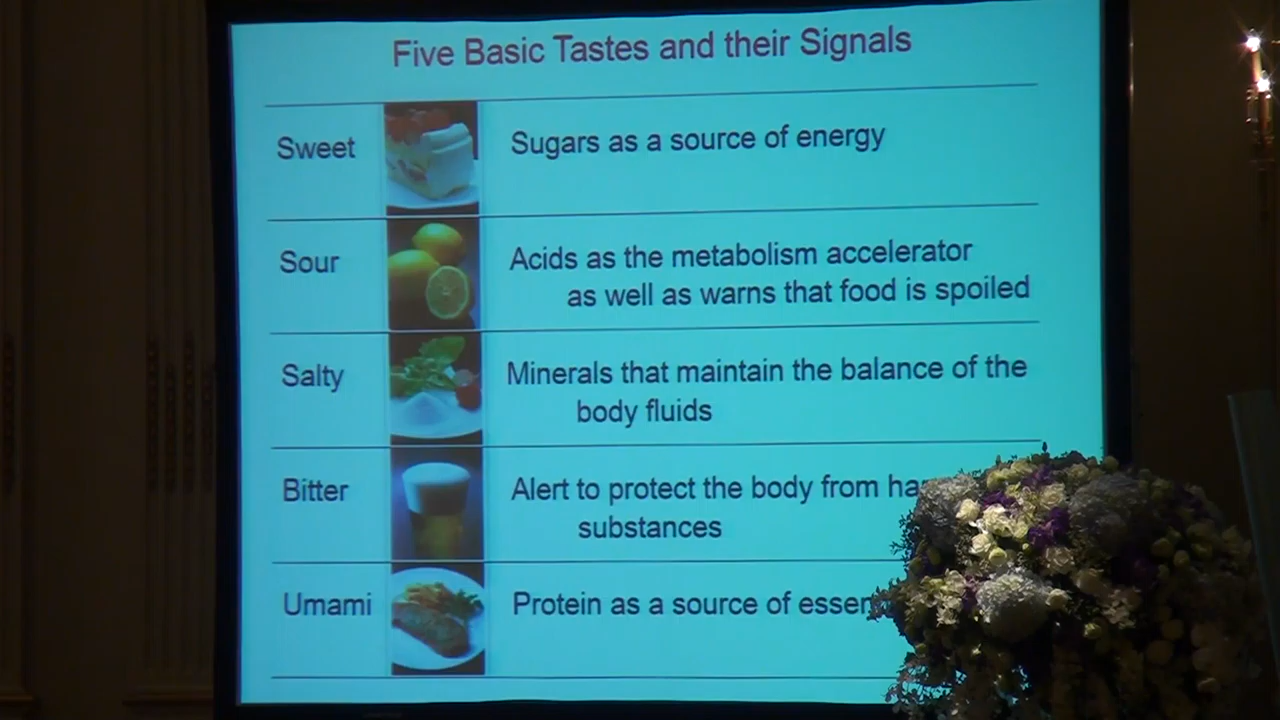 Five Basic Tastes and their Signals
Sweet
Sugars as a source of energy
Sour
Acids as the metabolism accelerator
as well as warns that food is spoiled
Salty
Minerals that maintain the balance of the
body fluids
Bitter
Alert to protect the body from
substances
Umami
Protein as a source of